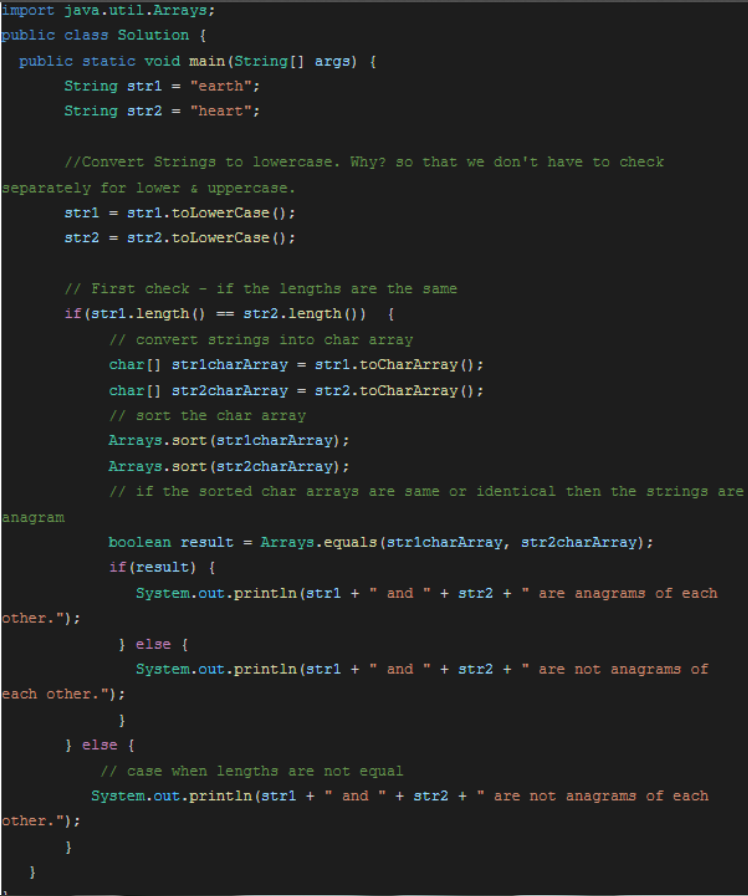 import java.util.Arrays;
public class Solution {
public static void main(String[] args) {
String str1 = "earth";
String str2 = "heart";
//Convert Strings to lowercase. Why? so that we don't have to check
separately for lower & uppercase.
str1 = str1.toLowerCase();
str2 = str2.toLowerCase();
// First check - if the lengths are the same
if(str1.length() == str2.length()) {
// convert strings into char array
char[] str1charArray = str1.toCharArray();
char[] str2charArray = str2.toCharArray();
// sort the char array
Arrays.sort(str1charArray);
Arrays.sort(str2charArray);
// if the sorted char arrays are same or identical then the strings are
anagram
boolean result = Arrays.equals(str1charArray, str2charArray);
if(result) {
System.out.println(str1 + " and " + str2 + " are anagrams of each
other.");
} else {
System.out.println(str1 + " and " + str2 + " are not anagrams of
each other.");
}
} else {
// case when lengths are not equal
System.out.println(str1 + " and " + str2 + " are not anagrams of each
other.");
}
}